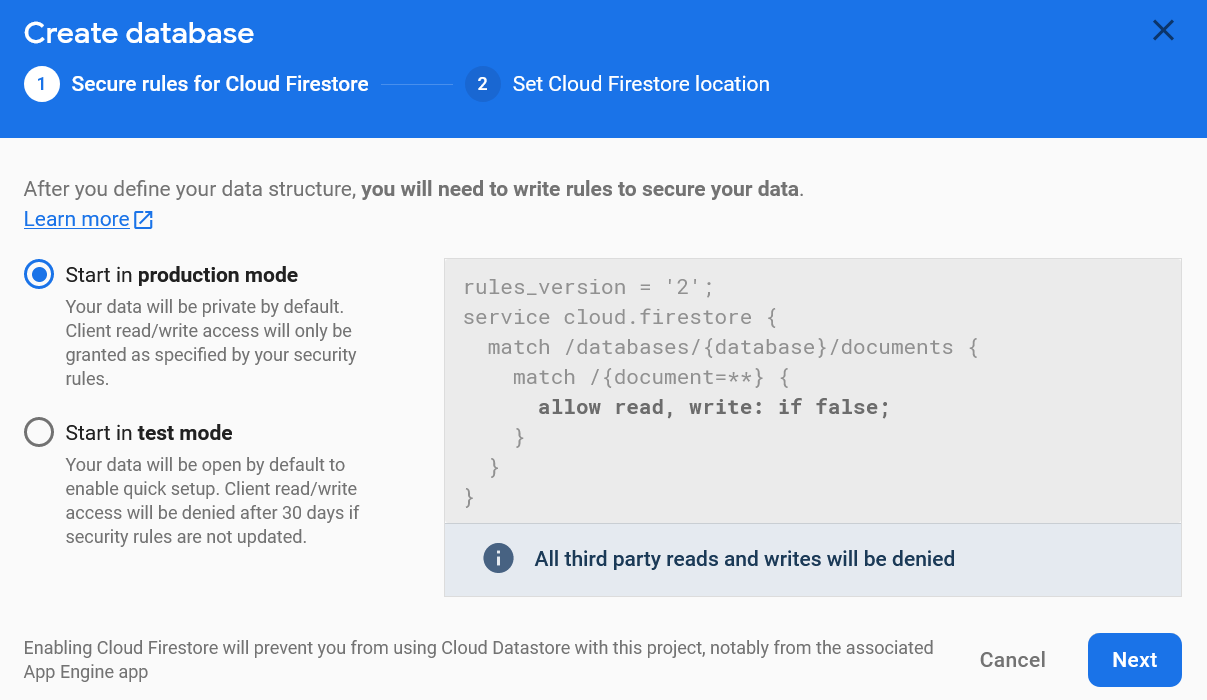 Create database
1 Secure rules for Cloud Firestore 2 Set Cloud Firestore location
After you define your data structure, you will need to write rules to secure your data.
Learn more
Start in production mode
Your data will be private by default.
Client read/write access will only be
granted as specified by your security
rules.
Start in test mode
Your data will be open by default to
enable quick setup. Client read/write
access will be denied after 30 days if
security rules are not updated.
rules_version = '2';
service cloud.firestore {
  match /databases/{database}/documents {
    match /{document=**} {
      allow read, write: if false;
    }
  }
}
All third party reads and writes will be denied
Enabling Cloud Firestore will prevent you from using Cloud Datastore with this project, notably from the associated
App Engine app
Cancel Next